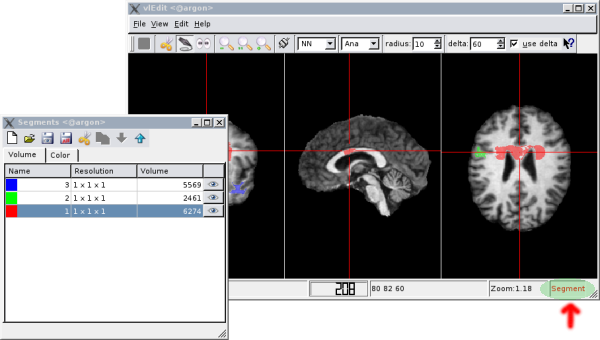 vlEdit <@argon>
File View Edit Help
NN Ana radius: 10 delta: 60 Use delta ?
Segments <@argon>
Volume Color
Name Resolution Volume
3 1 x 1 x 1 5569
2 1 x 1 x 1 2461
1 1 x 1 x 1 6274
208 80 82 60 Zoom:1.18 Segment